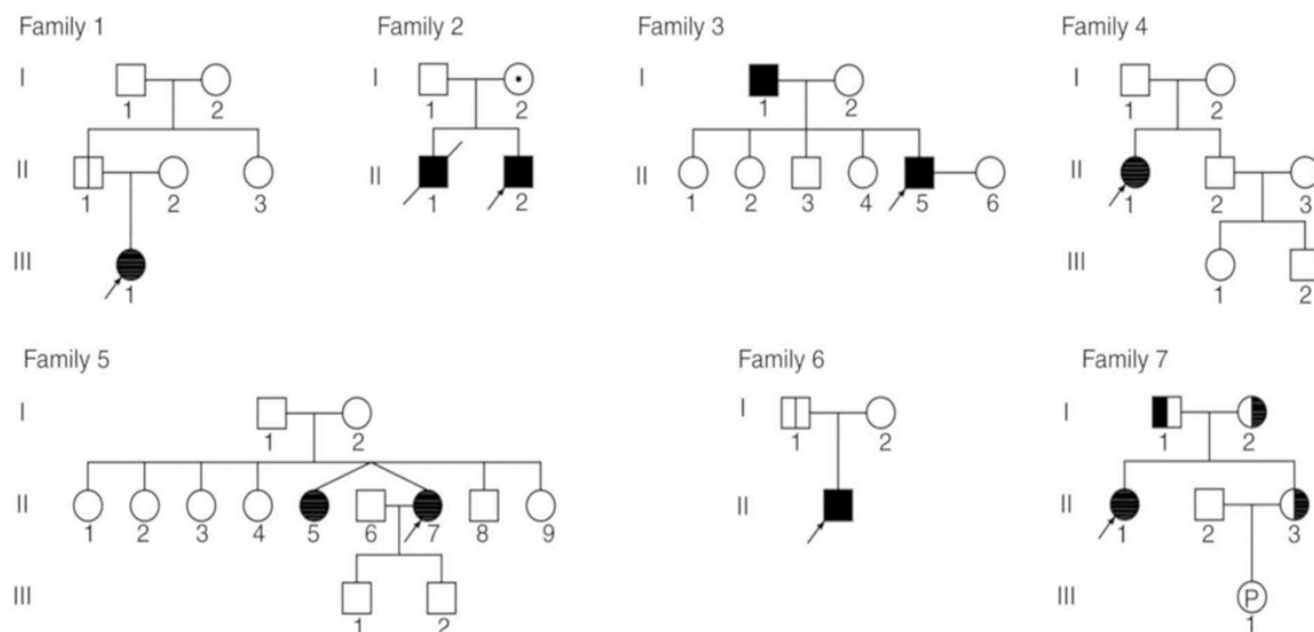 Family 1 Family 2 Family 3 Family 4
I I I I
1 2 1 2 1 2 1 2
II II II II
1 2 3 1 2 1 2 3 4 5 6 1 2 3
III III
1 1 2
Family 5 Family 6 Family 7
I I I
1 2 1 2 1 2
II II II
1 2 3 4 5 6 7 8 9 1 2 3
III III P
1 2 1